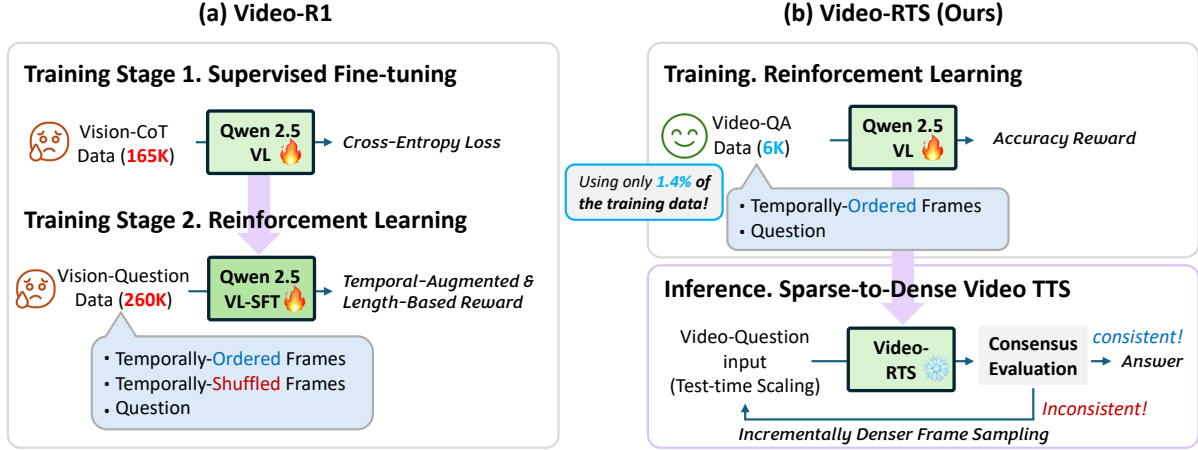 (a) Video-R1
Training Stage 1. Supervised Fine-tuning
Vision-CoT
Data (165K)
Qwen 2.5
VL
Cross-Entropy Loss
Training Stage 2. Reinforcement Learning
Vision-Question
Data (260K)
Qwen 2.5
VL-SFT
Temporal-Augmented &
Length-Based Reward
• Temporally-Ordered Frames
• Temporally-Shuffled Frames
• Question
(b) Video-RTS (Ours)
Training. Reinforcement Learning
Video-QA
Data (6K)
Qwen 2.5
VL
Accuracy Reward
Using only 1.4% of
the training data!
• Temporally-Ordered Frames
• Question
Inference. Sparse-to-Dense Video TTS
Video-Question
input
(Test-time Scaling)
Video-
RTS
Consensus
Evaluation
consistent!
Answer
Inconsistent!
Incrementally Denser Frame Sampling